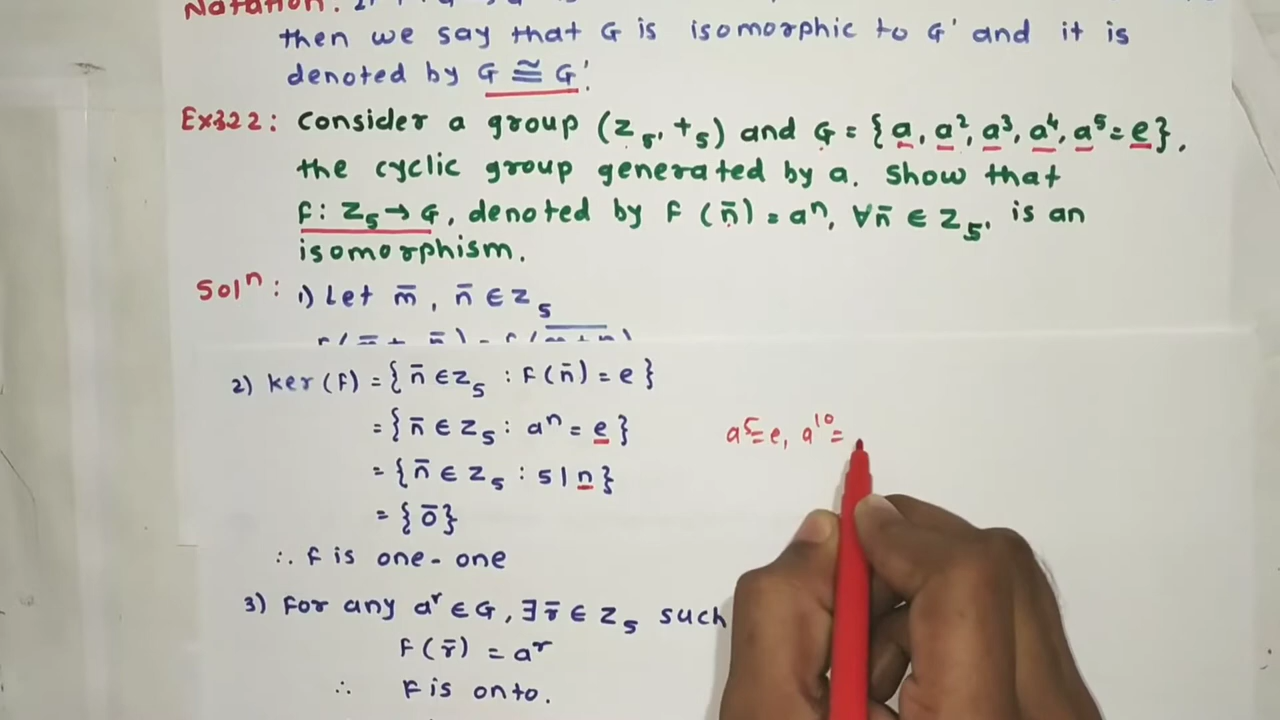 Notation:
then we say that G is isomorphic to G' and it is
denoted by G ≅ G'.
Ex322: Consider a group (Z₅, +₅) and G = {a, a², a³, a⁴, a⁵ = e},
the cyclic group generated by a. Show that
f: Z₅ → G, denoted by f(n̄) = aⁿ, ∀n̄ ∈ Z₅, is an
isomorphism.
Solⁿ: 1) Let m̄, n̄ ∈ Z₅
2) ker(f) = {n̄ ∈ Z₅ : f(n̄) = e}
= {n̄ ∈ Z₅ : aⁿ = e}
a⁵ = e, a¹⁰ =
= {n̄ ∈ Z₅ : 5|n}
= {0̄}
∴ f is one-one
3) For any aʳ ∈ G, ∃ r̄ ∈ Z₅ such
f(r̄) = aʳ
∴ f is onto.